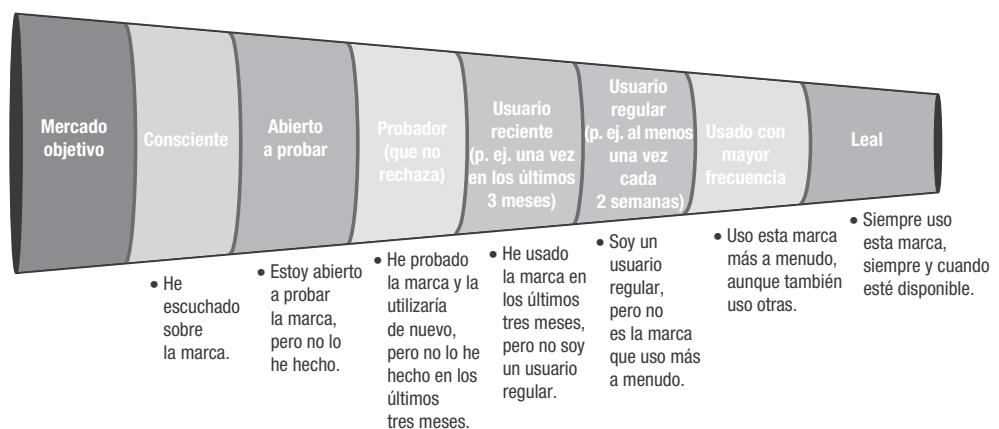 Mercado
objetivo
Consciente
Abierto
a probar
Probador
(que no
rechaza)
Usuario
reciente
(p. ej. una vez
en los últimos
3 meses)
Usuario
regular
(p. ej. al menos
una vez
cada
2 semanas)
Usado con
mayor
frecuencia
Leal
• He
escuchado
sobre
la marca.
• Estoy abierto
a probar
la marca,
pero no lo
he hecho.
• He probado
la marca y la
utilizaría
de nuevo,
pero no lo he
hecho en los
últimos
tres meses.
• He usado
la marca en
los últimos
tres meses,
pero no soy
un usuario
regular.
• Soy un
usuario
regular,
pero no
es la marca
que uso más
a menudo.
• Uso esta marca
más a menudo,
aunque también
uso otras.
• Siempre uso
esta marca,
siempre y cuando
esté disponible.